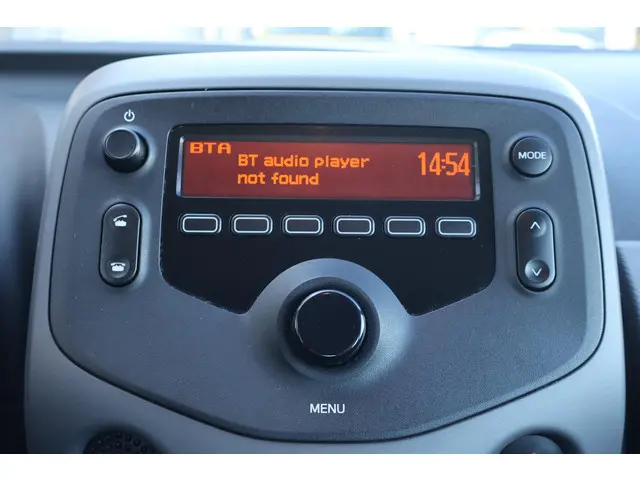 BTA
BT audio player
not found
14:54
MODE
MENU